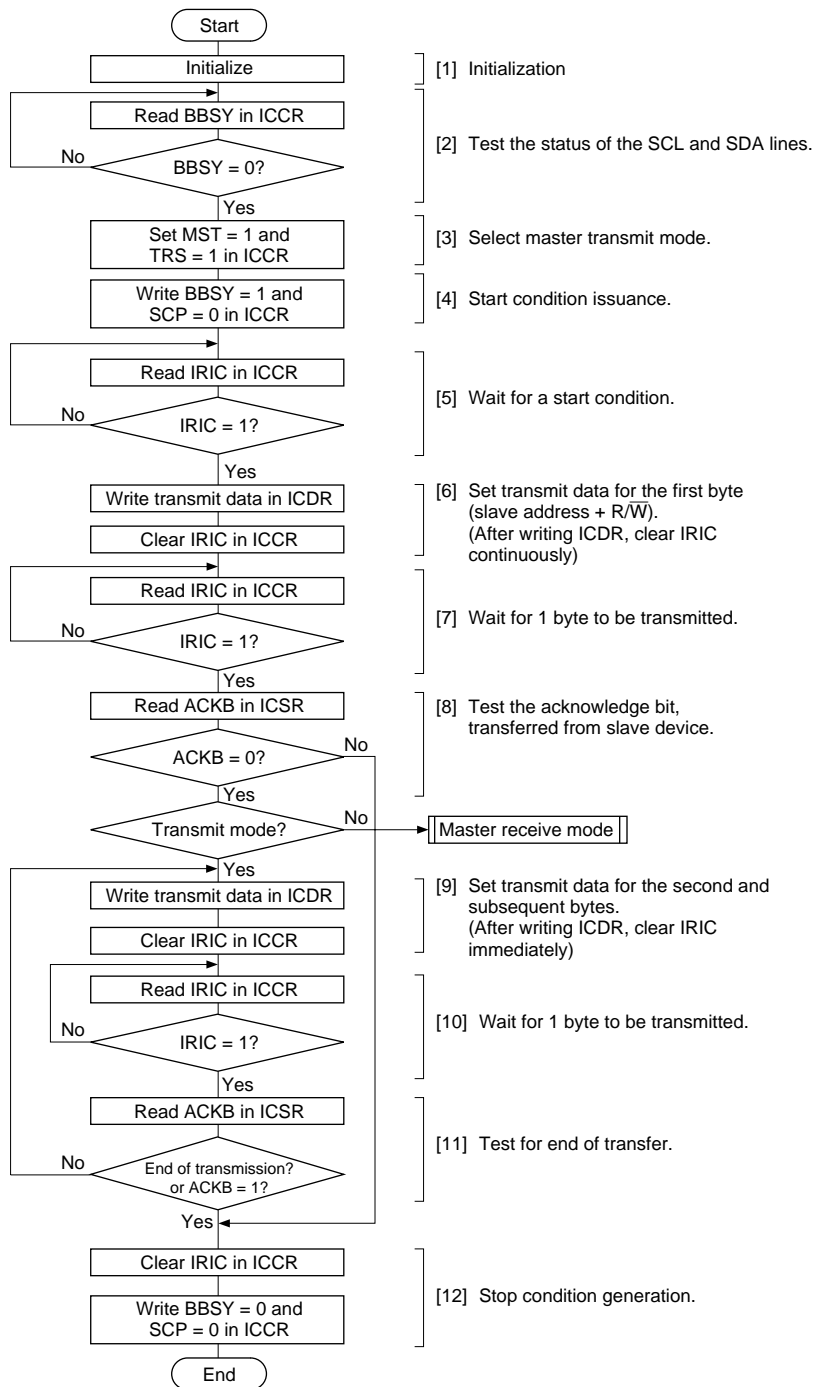 Start
Initialize
[1] Initialization
Read BBSY in ICCR
No
BBSY = 0?
Yes
[2] Test the status of the SCL and SDA lines.
Set MST = 1 and
TRS = 1 in ICCR
[3] Select master transmit mode.
Write BBSY = 1 and
SCP = 0 in ICCR
[4] Start condition issuance.
Read IRIC in ICCR
No
IRIC = 1?
Yes
[5] Wait for a start condition.
Write transmit data in ICDR
Clear IRIC in ICCR
[6] Set transmit data for the first byte
(slave address + R/W̅).
(After writing ICDR, clear IRIC
continuously)
Read IRIC in ICCR
No
IRIC = 1?
Yes
[7] Wait for 1 byte to be transmitted.
Read ACKB in ICSR
ACKB = 0?
No
Yes
[8] Test the acknowledge bit,
transferred from slave device.
Transmit mode?
No
Master receive mode
Yes
Write transmit data in ICDR
Clear IRIC in ICCR
[9] Set transmit data for the second and
subsequent bytes.
(After writing ICDR, clear IRIC
immediately)
Read IRIC in ICCR
No
IRIC = 1?
Yes
[10] Wait for 1 byte to be transmitted.
Read ACKB in ICSR
No
End of transmission?
or ACKB = 1?
Yes
[11] Test for end of transfer.
Clear IRIC in ICCR
Write BBSY = 0 and
SCP = 0 in ICCR
[12] Stop condition generation.
End